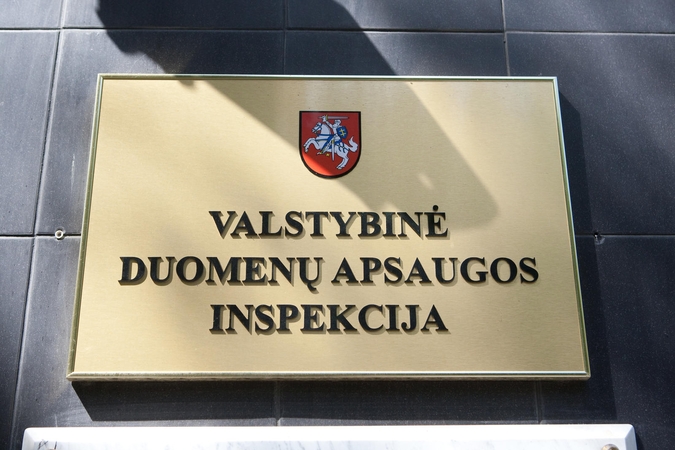 VALSTYBINĖ
DUOMENŲ APSAUGOS
INSPEKCIJA